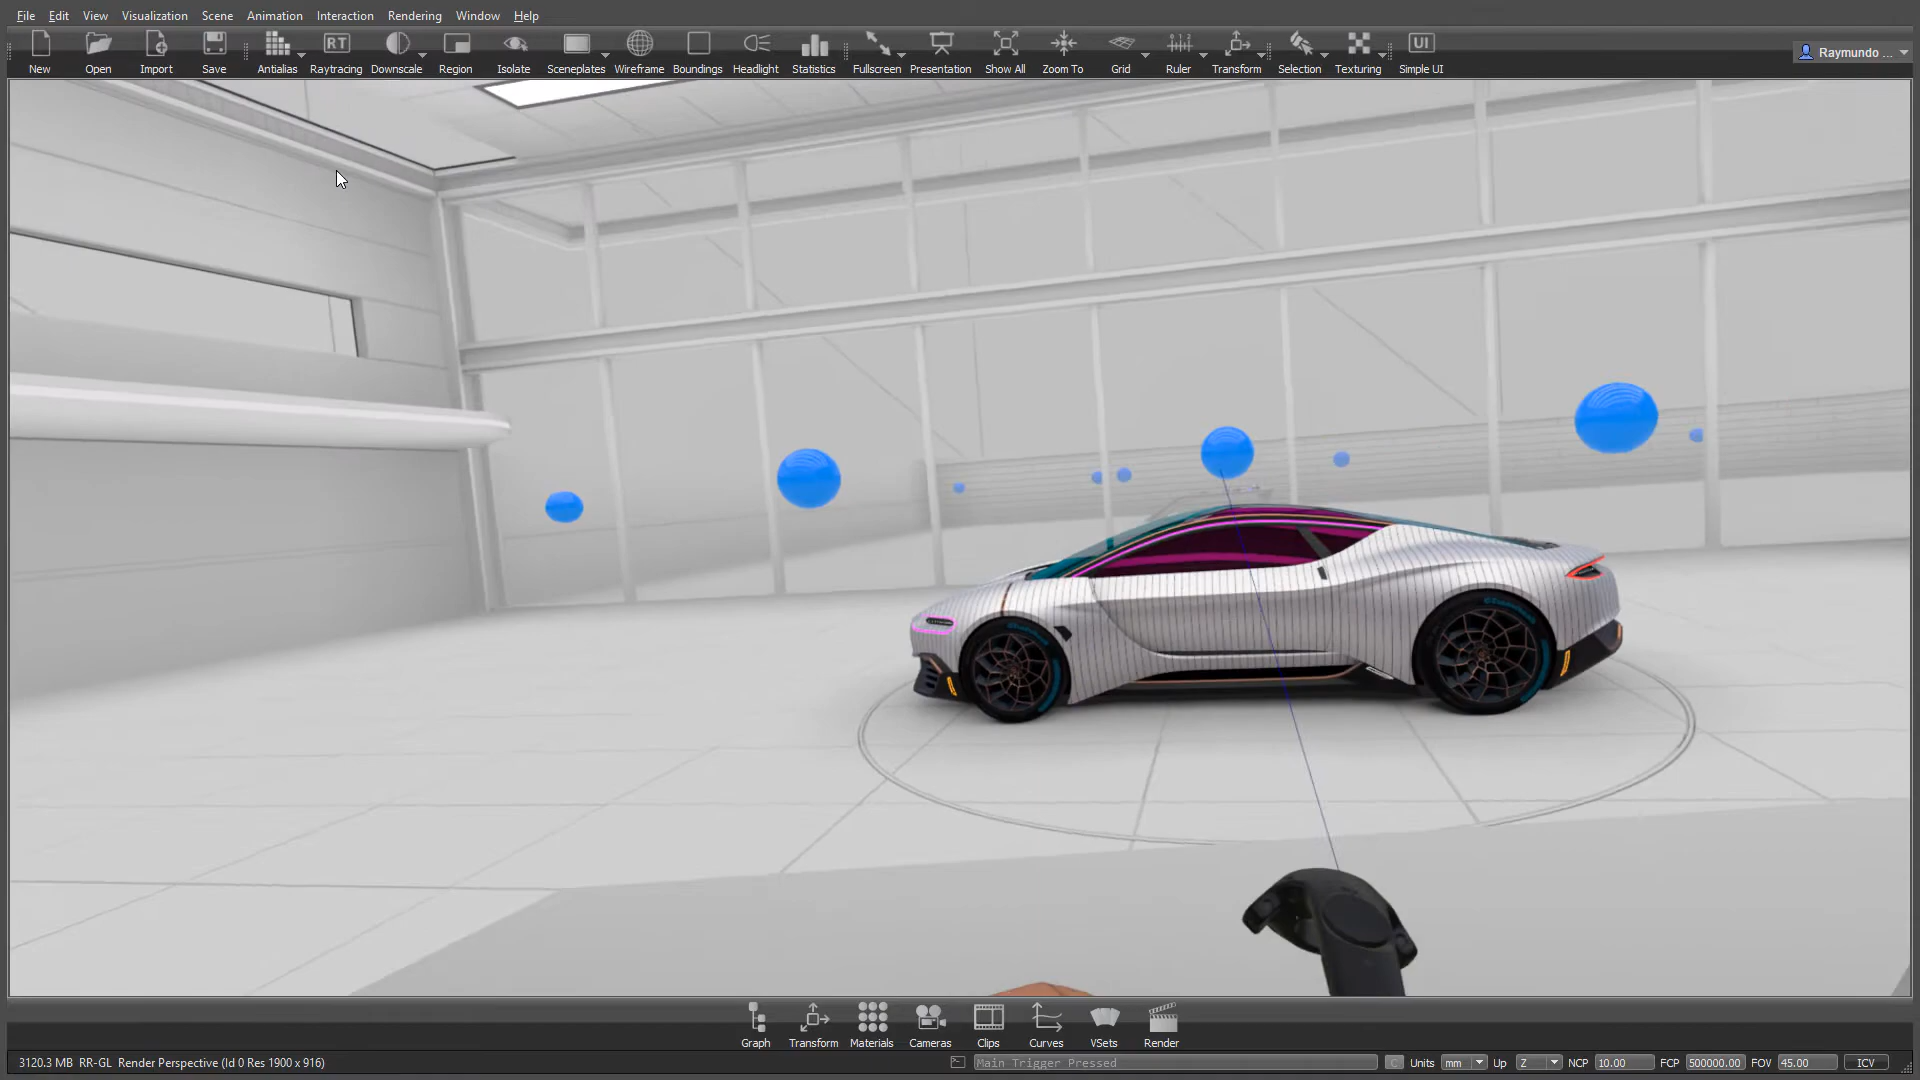 File Edit View Visualization Scene Animation Interaction Rendering Window Help
RT UI
New Open Import Save Antialias Raytracing Downscale Region Isolate Sceneplates Wireframe Boundings Headlight Statistics Fullscreen Presentation Show All Zoom To Grid Ruler Transform Selection Texturing Simple UI
Raymundo ...
Graph Transform Materials Cameras Clips Curves VSets Render
3120.3 MB RR-GL Render Perspective (Id 0 Res 1900 x 916) Main Trigger Pressed C Units mm Up Z NCP 10.00 FCP 500000.00 FOV 45.00 ICV